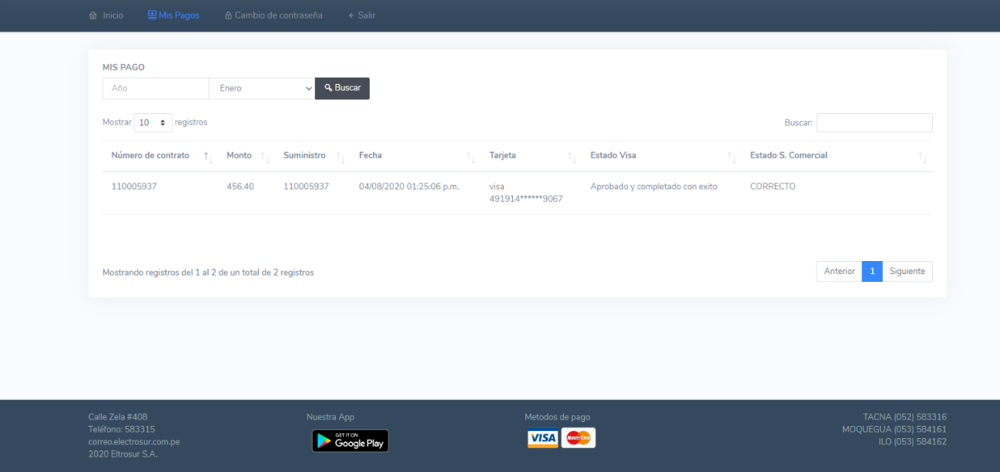 Inicio Mis Pagos Cambio de contraseña Salir
MIS PAGO
Año Enero Buscar
Mostrar 10 registros Buscar:
Número de contrato Monto Suministro Fecha Tarjeta Estado Visa Estado S. Comercial
110005937 456.40 110005937 04/08/2020 01:25:06 p.m. visa Aprobado y completado con exito CORRECTO
491914******9067
Mostrando registros del 1 al 2 de un total de 2 registros Anterior 1 Siguiente
Calle Zela #408 Nuestra App Metodos de pago TACNA (052) 583316
Teléfono: 583315 GET IT ON MOQUEGUA (053) 584161
correo.electrosur.com.pe Google Play VISA MasterCard ILO (053) 584162
2020 Eltrosur S.A.